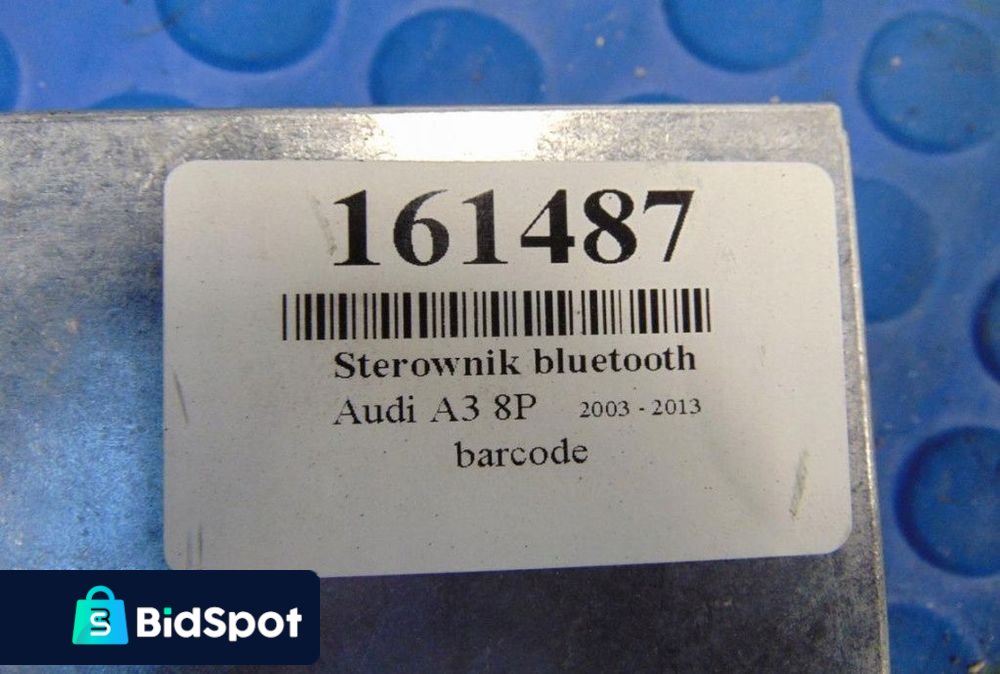 161487
Sterownik bluetooth
Audi A3 8P 2003 - 2013
barcode
BidSpot